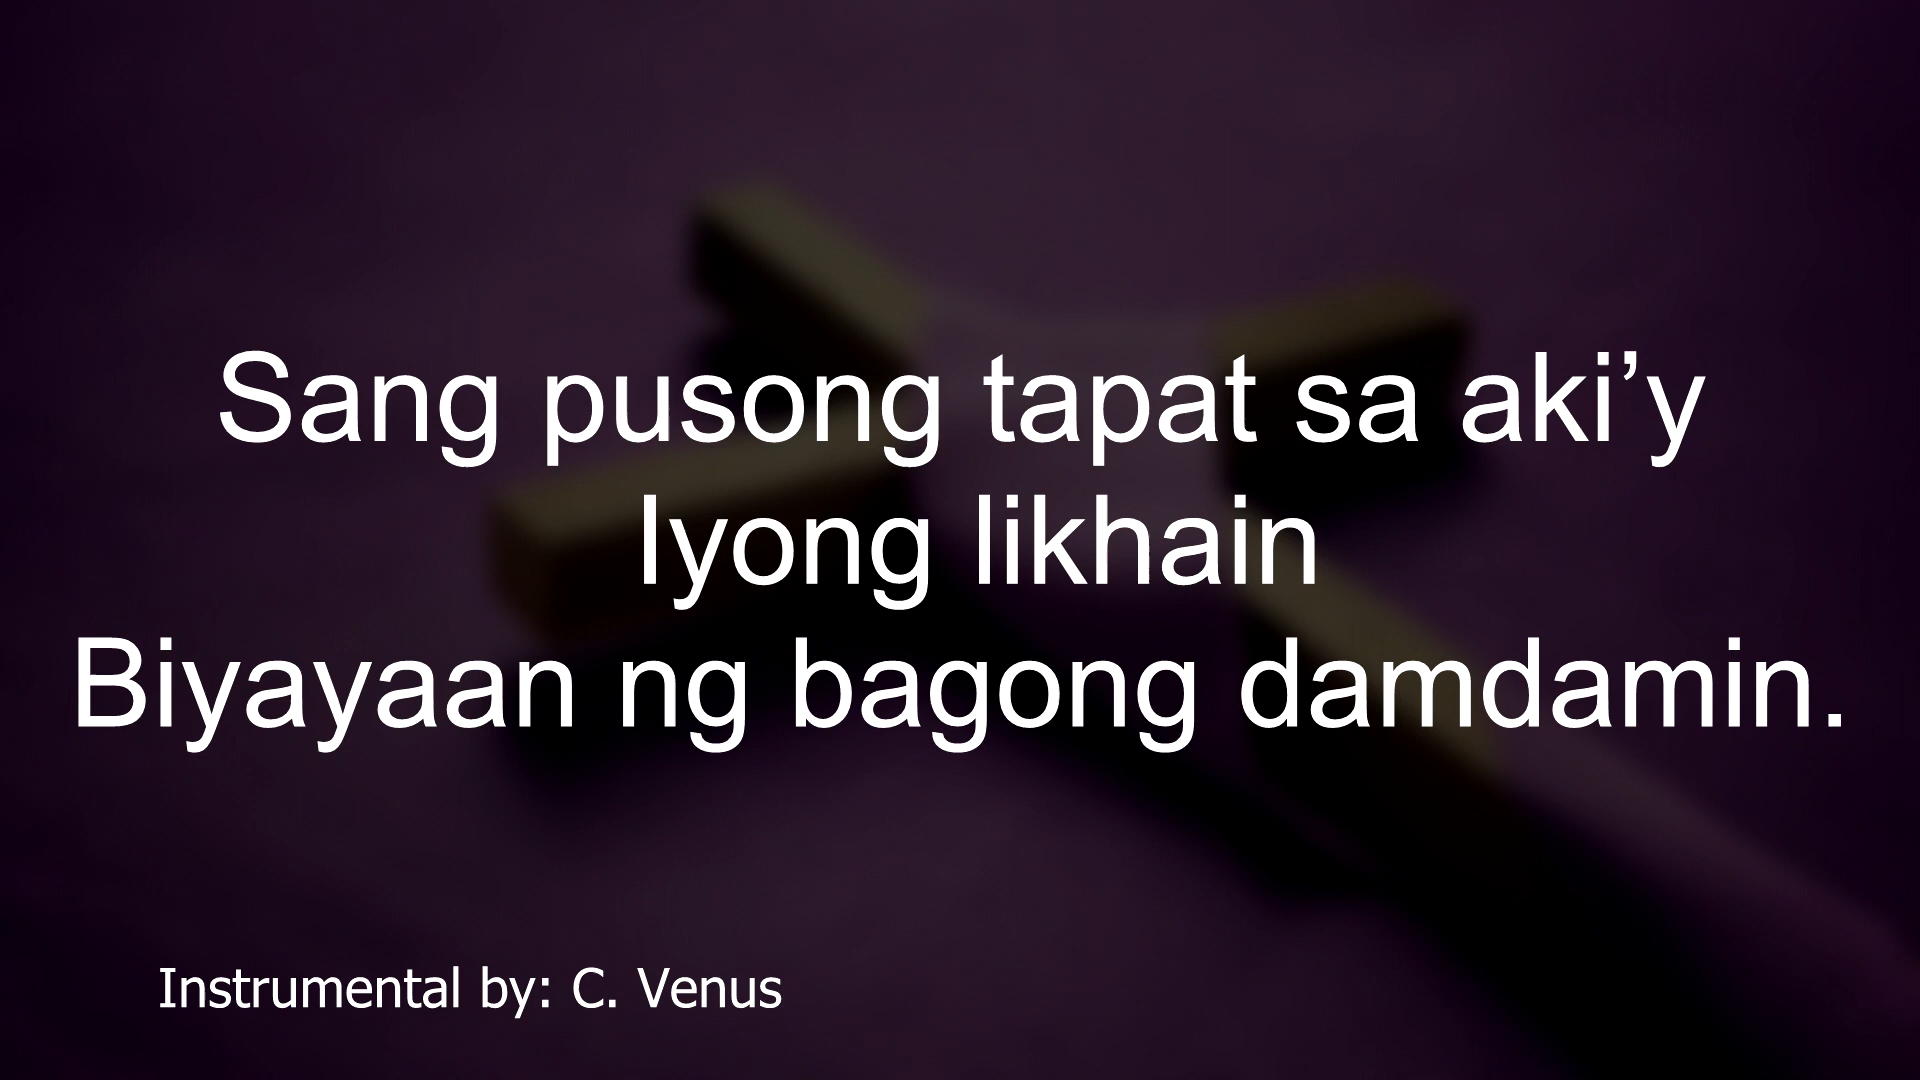 Sang pusong tapat sa aki’y
Iyong likhain
Biyayaan ng bagong damdamin.
Instrumental by: C. Venus